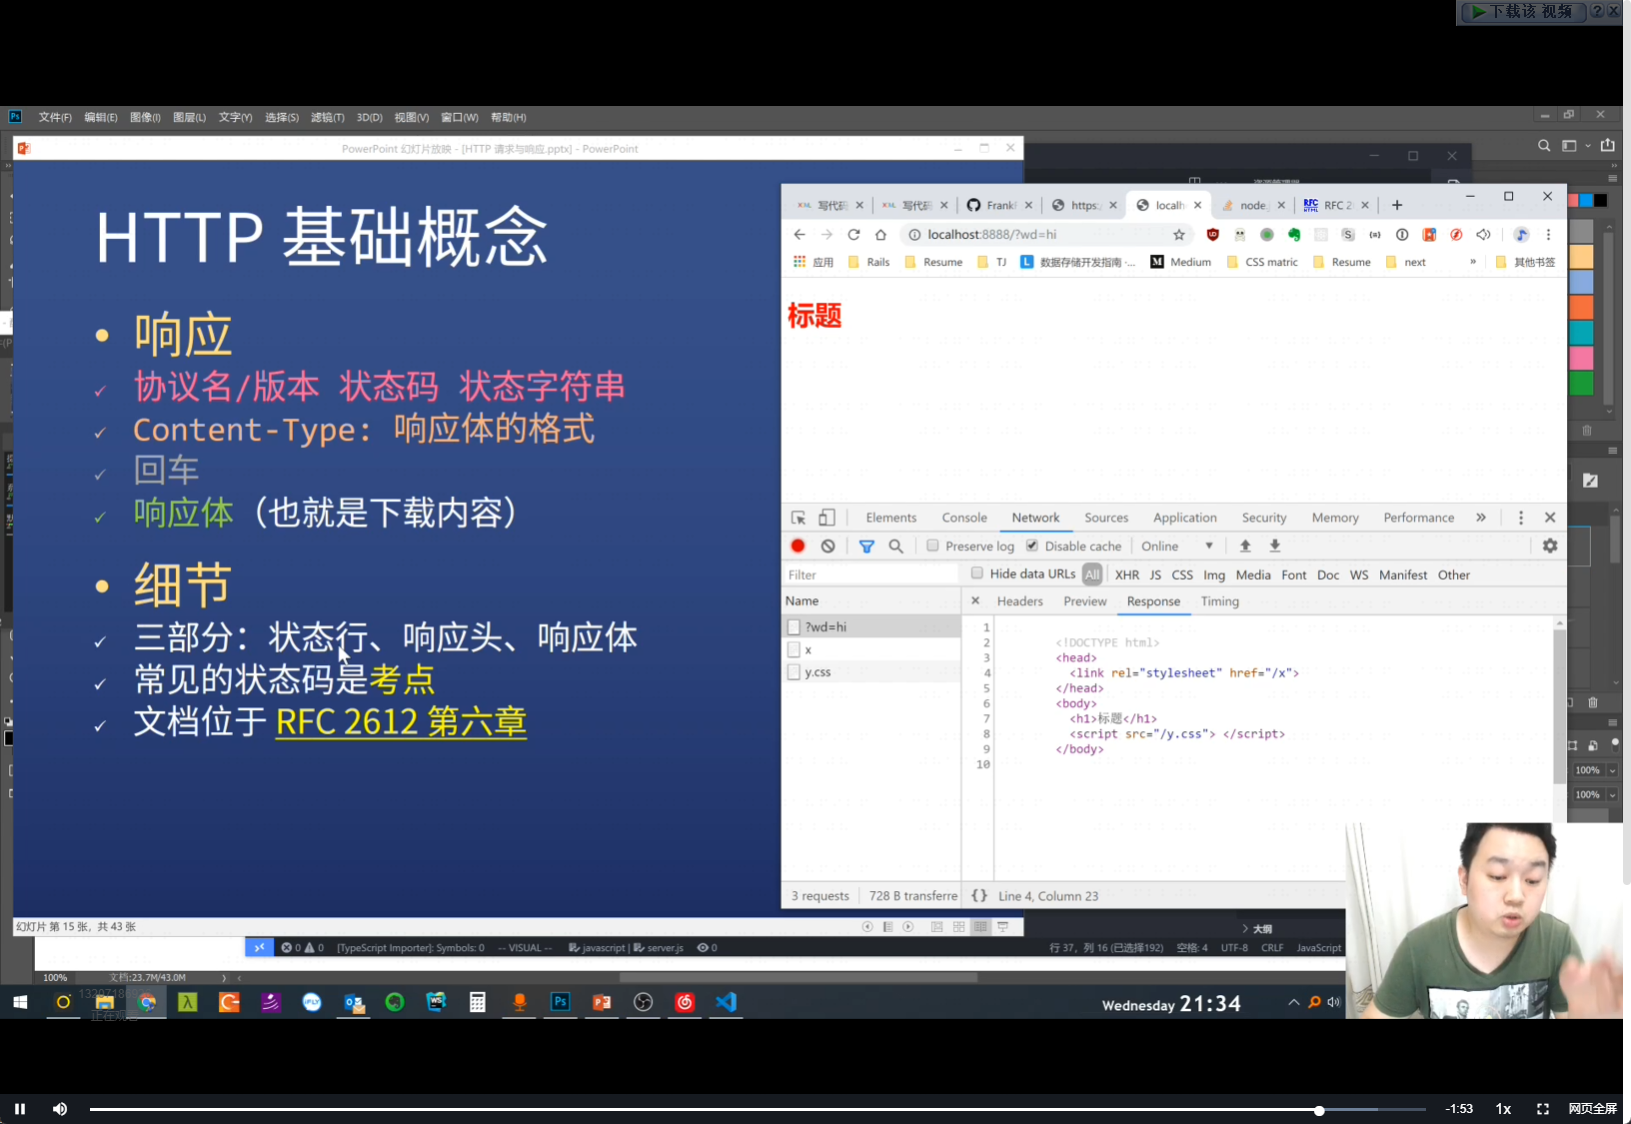 下载该 视频
文件(F) 编辑(E) 图像(I) 图层(L) 文字(Y) 选择(S) 滤镜(T) 3D(D) 视图(V) 窗口(W) 帮助(H)
PowerPoint 幻灯片放映 - [HTTP 请求与响应.pptx] - PowerPoint
HTTP 基础概念
响应
协议名/版本 状态码 状态字符串
Content-Type: 响应体的格式
回车
响应体（也就是下载内容）
细节
三部分：状态行、响应头、响应体
常见的状态码是考点
文档位于 RFC 2612 第六章
幻灯片 第 15 张，共 43 张
写代码 写代码 Frankl https: localh node. RFC 2
localhost:8888/?wd=hi
应用 Rails Resume TJ 数据存储开发指南 -... Medium CSS matric Resume next » 其他书签
标题
Elements Console Network Sources Application Security Memory Performance »
Preserve log Disable cache Online
Filter Hide data URLs All XHR JS CSS Img Media Font Doc WS Manifest Other
Name Headers Preview Response Timing
?wd=hi
x
y.css
1
2 <!DOCTYPE html>
3 <head>
4 <link rel="stylesheet" href="/x">
5 </head>
6 <body>
7 <h1>标题</h1>
8 <script src="/y.css"> </script>
9 </body>
10
3 requests 728 B transferre {} Line 4, Column 23
100%
100%
大纲
0 0 [TypeScript Importer]: Symbols: 0 -- VISUAL -- javascript | server.js 0 行 37，列 16 (已选择192) 空格: 4 UTF-8 CRLF JavaScript
100% 文档:23.7M/43.0M
Wednesday 21:34
-1:53 1x 网页全屏